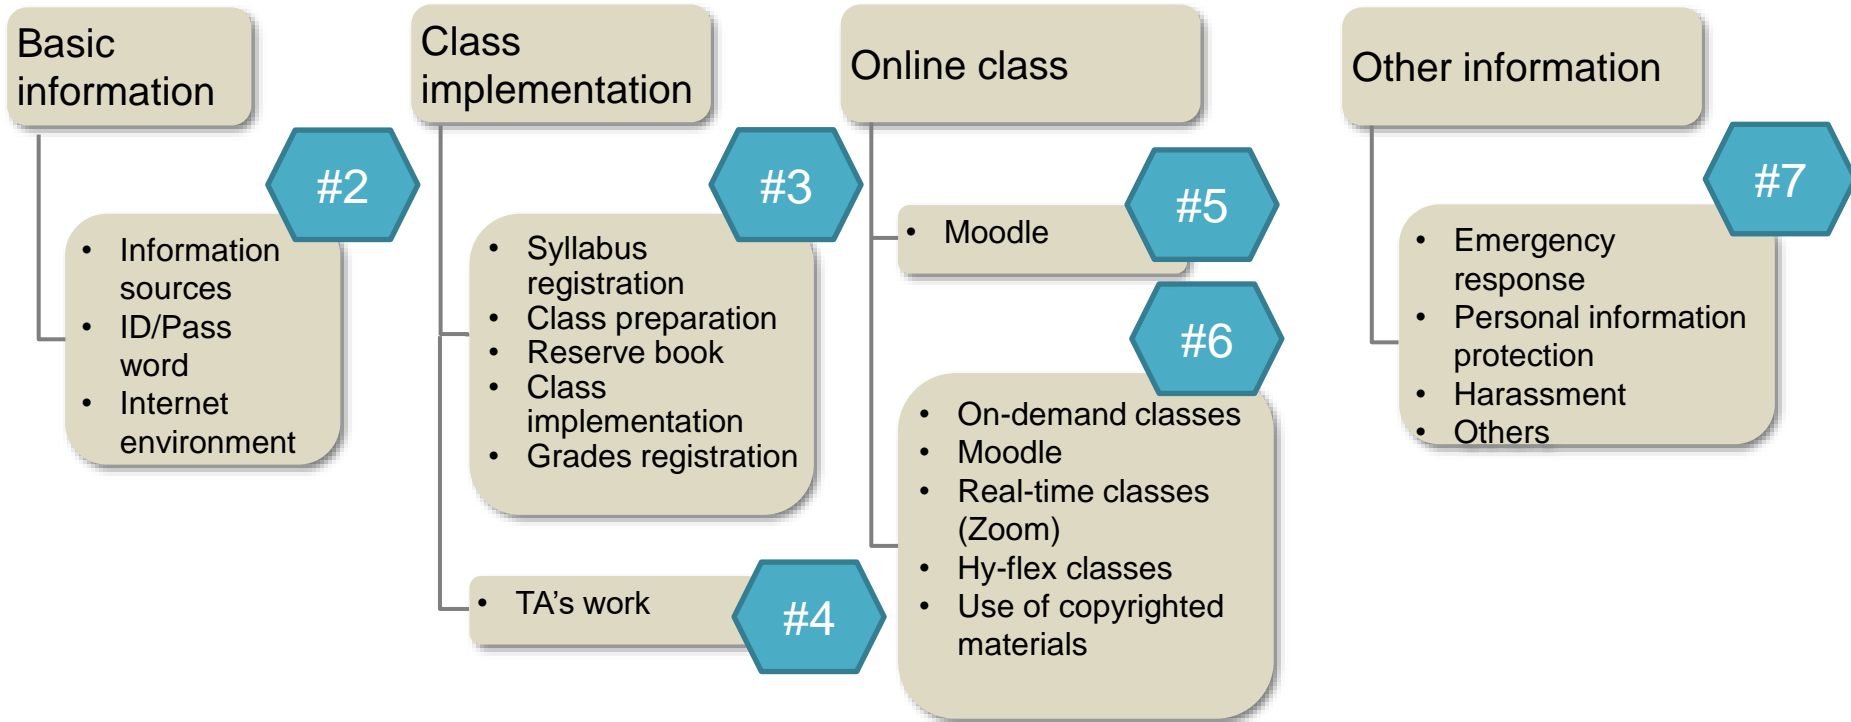 Basic
information
#2
• Information
sources
• ID/Pass
word
• Internet
environment
Class
implementation
#3
• Syllabus
registration
• Class preparation
• Reserve book
• Class
implementation
• Grades registration
#4
• TA’s work
Online class
#5
• Moodle
#6
• On-demand classes
• Moodle
• Real-time classes
(Zoom)
• Hy-flex classes
• Use of copyrighted
materials
Other information
#7
• Emergency
response
• Personal information
protection
• Harassment
• Others